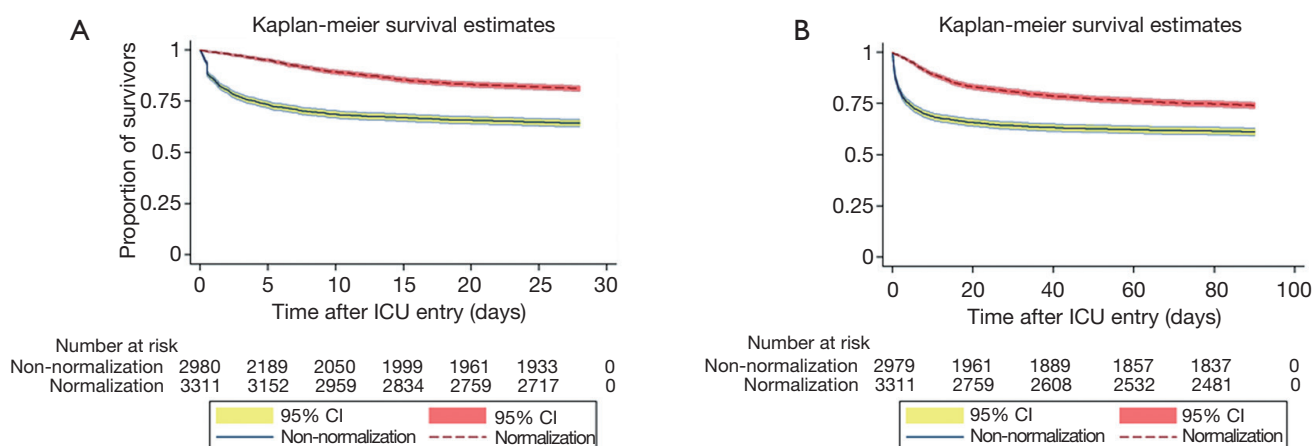 A
Kaplan-meier survival estimates
Proportion of survivors
1
0.75
0.5
0.25
0
0 5 10 15 20 25 30
Time after ICU entry (days)
Number at risk
Non-normalization 2980 2189 2050 1999 1961 1933 0
Normalization 3311 3152 2959 2834 2759 2717 0
95% CI 95% CI
Non-normalization Normalization
B
Kaplan-meier survival estimates
1
0.75
0.5
0.25
0
0 20 40 60 80 100
Time after ICU entry (days)
Number at risk
Non-normalization 2979 1961 1889 1857 1837 0
Normalization 3311 2759 2608 2532 2481 0
95% CI 95% CI
Non-normalization Normalization